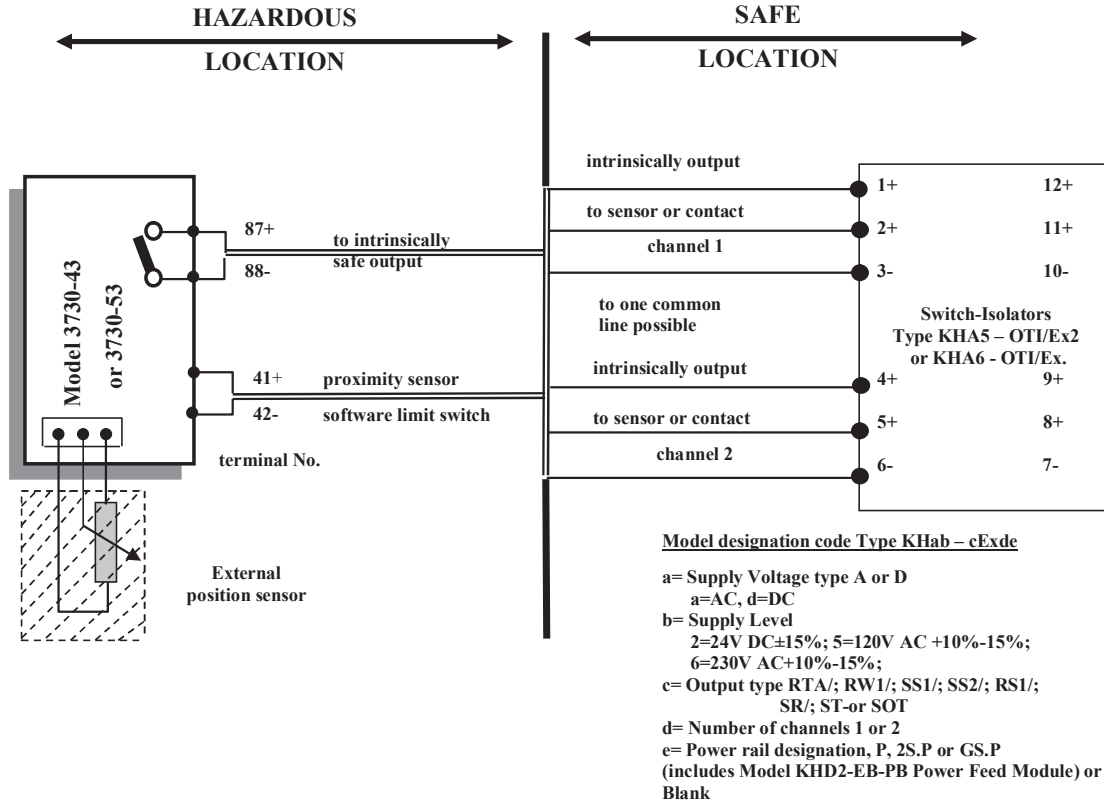 HAZARDOUS
LOCATION
SAFE
LOCATION
Model 3730-43
or 3730-53
87+
88-
to intrinsically
safe output
41+
42-
proximity sensor
software limit switch
terminal No.
External
position sensor
intrinsically output
to sensor or contact
channel 1
to one common
line possible
intrinsically output
to sensor or contact
channel 2
1+ 12+
2+ 11+
3- 10-
Switch-Isolators
Type KHA5 – OTI/Ex2
or KHA6 - OTI/Ex.
4+ 9+
5+ 8+
6- 7-
Model designation code Type KHab – cExde
a= Supply Voltage type A or D
a=AC, d=DC
b= Supply Level
2=24V DC±15%; 5=120V AC +10%-15%;
6=230V AC+10%-15%;
c= Output type RTA/; RW1/; SS1/; SS2/; RS1/;
SR/; ST-or SOT
d= Number of channels 1 or 2
e= Power rail designation, P, 2S.P or GS.P
(includes Model KHD2-EB-PB Power Feed Module) or
Blank